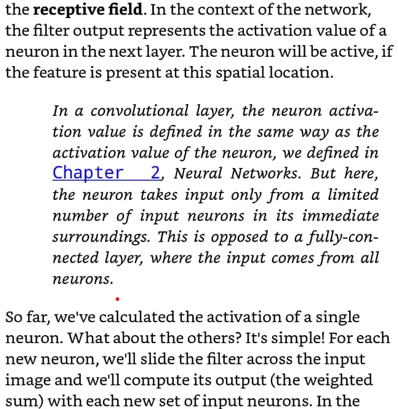 the receptive field. In the context of the network,
the filter output represents the activation value of a
neuron in the next layer. The neuron will be active, if
the feature is present at this spatial location.
In a convolutional layer, the neuron activa-
tion value is defined in the same way as the
activation value of the neuron, we defined in
Chapter 2, Neural Networks. But here,
the neuron takes input only from a limited
number of input neurons in its immediate
surroundings. This is opposed to a fully-con-
nected layer, where the input comes from all
neurons.
So far, we've calculated the activation of a single
neuron. What about the others? It's simple! For each
new neuron, we'll slide the filter across the input
image and we'll compute its output (the weighted
sum) with each new set of input neurons. In the